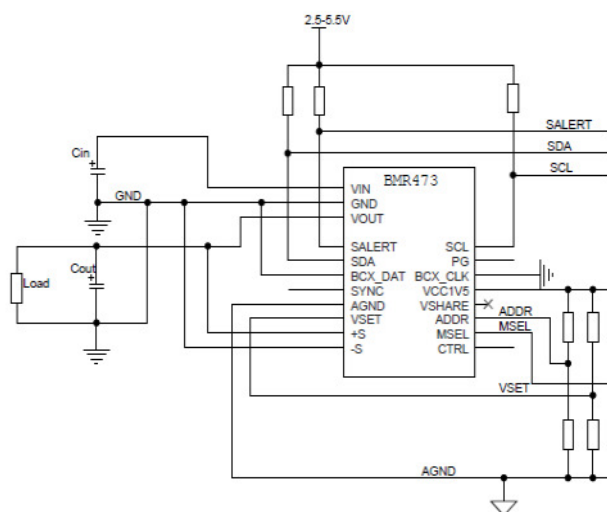 2.5-5.5V
SALERT
SDA
SCL
Cin
BMR473
GND
VIN
GND
VOUT
SALERT
SDA
BCX_DAT
SYNC
AGND
VSET
+S
-S
SCL
PG
BCX_CLK
VCC1V5
VSHARE
ADDR
MSEL
CTRL
Load
Cout
ADDR
MSEL
VSET
AGND